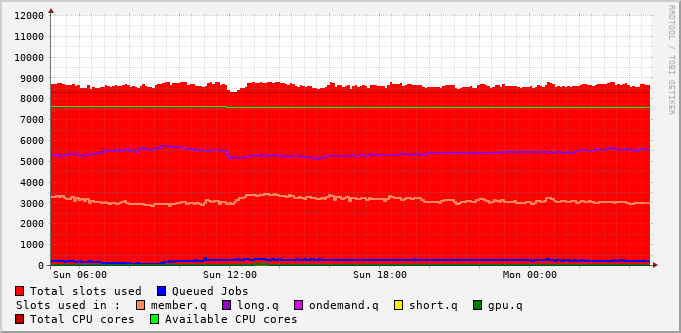 12000
11000
10000
9000
8000
7000
6000
5000
4000
3000
2000
1000
0
Sun 06:00 Sun 12:00 Sun 18:00 Mon 00:00
Total slots used Queued Jobs
Slots used in : member.q long.q ondemand.q short.q gpu.q
Total CPU cores Available CPU cores
RRDTOOL / TOBI OETIKER